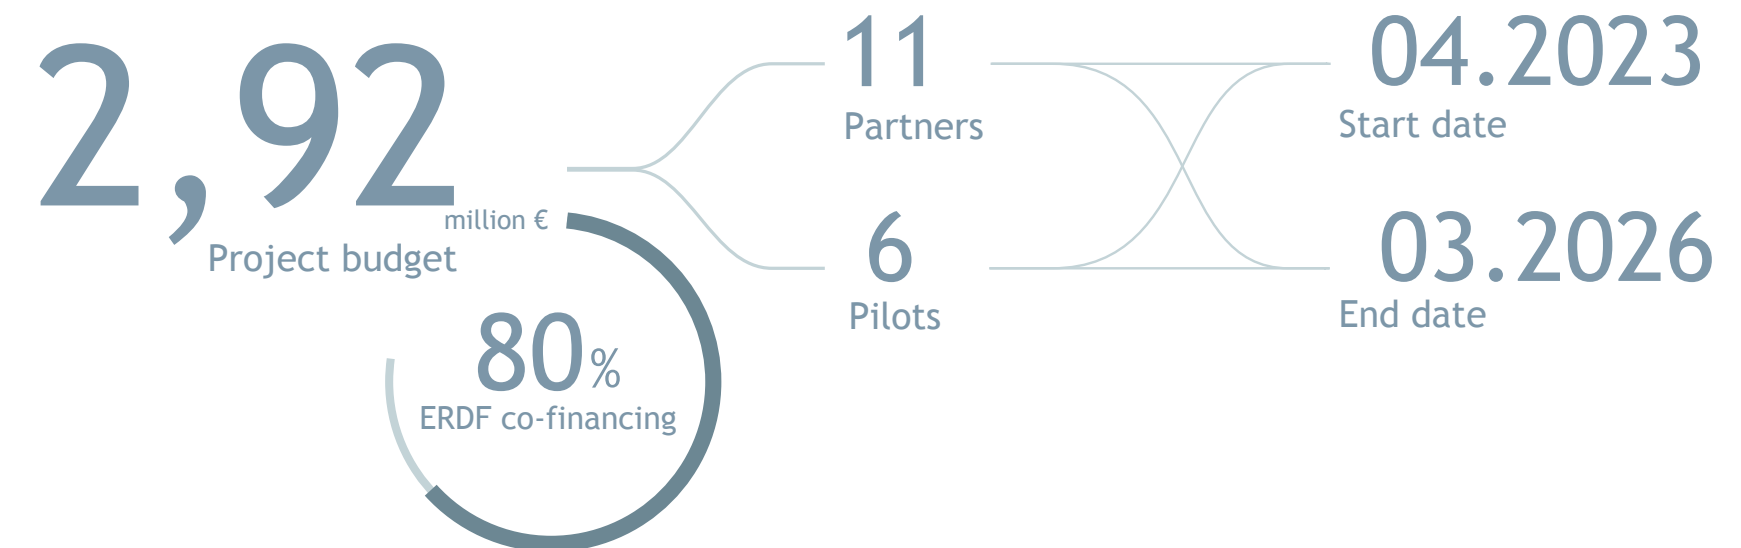 2,92
million €
Project budget
80%
ERDF co-financing
11
Partners
6
Pilots
04.2023
Start date
03.2026
End date